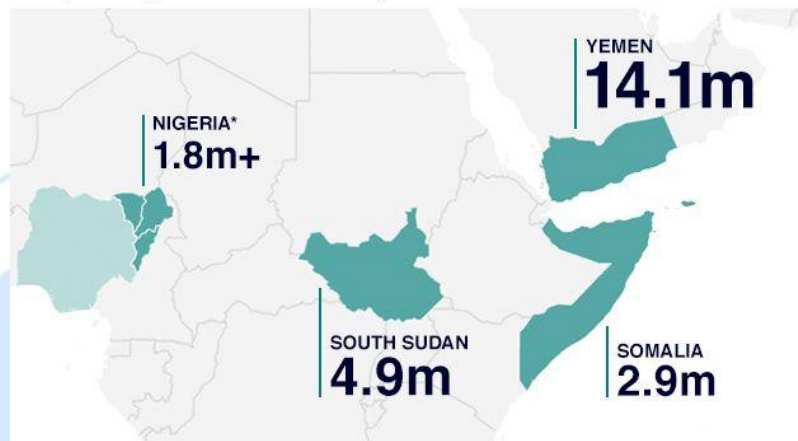 YEMEN
14.1m
NIGERIA*
1.8m+
SOUTH SUDAN
4.9m
SOMALIA
2.9m